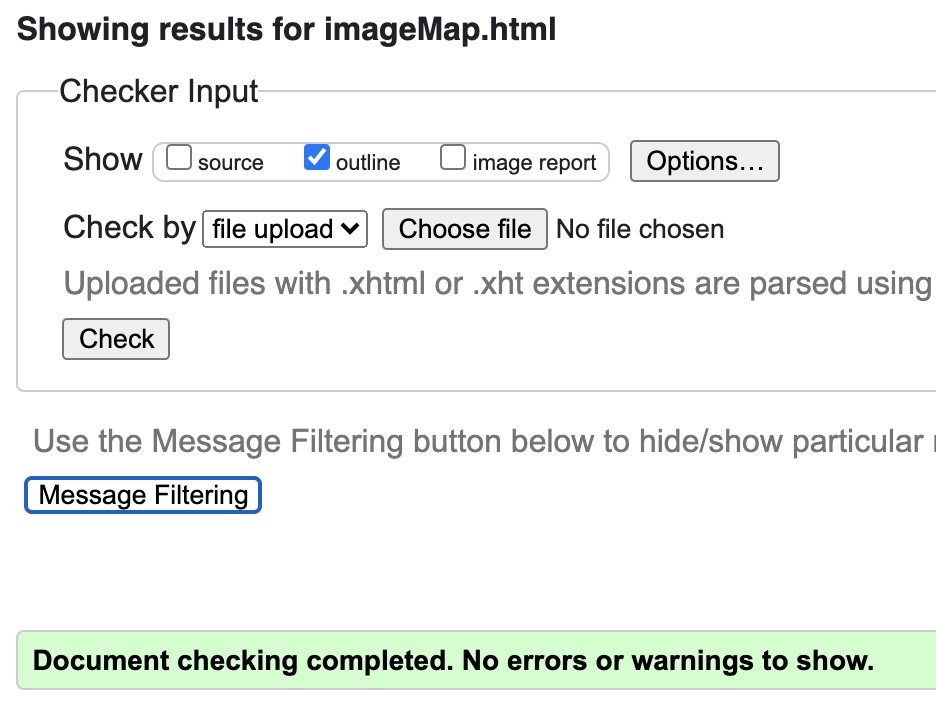 Showing results for imageMap.html
Checker Input
Show source outline image report Options…
Check by file upload Choose file No file chosen
Uploaded files with .xhtml or .xht extensions are parsed using
Check
Use the Message Filtering button below to hide/show particular
Message Filtering
Document checking completed. No errors or warnings to show.